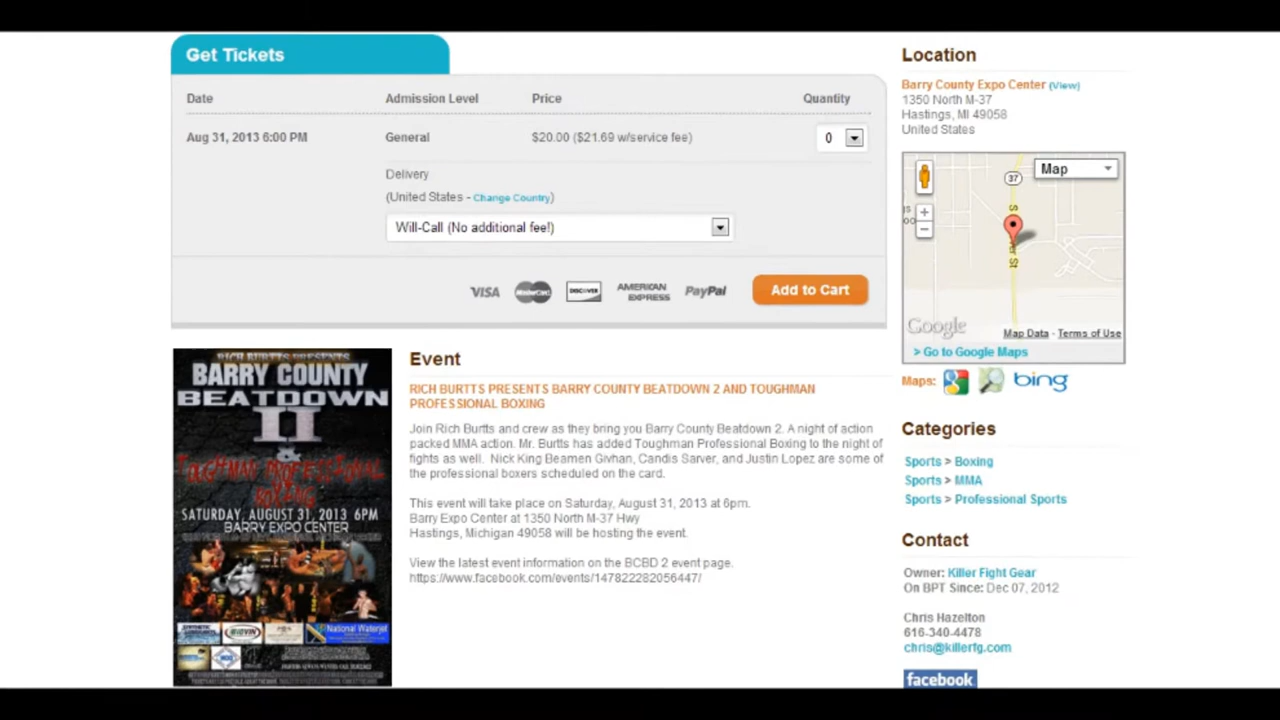 Get Tickets
Date Admission Level Price Quantity
Aug 31, 2013 6:00 PM General $20.00 ($21.69 w/service fee) 0
Delivery
(United States - Change Country)
Will-Call (No additional fee!)
VISA MasterCard DISCOVER AMERICAN EXPRESS PayPal Add to Cart
RICH BURTTS PRESENTS
BARRY COUNTY
BEATDOWN
II
&
TOUGHMAN PROFESSIONAL
BOXING
SATURDAY, AUGUST 31, 2013 6PM
BARRY EXPO CENTER
National Waterjet
Event
RICH BURTTS PRESENTS BARRY COUNTY BEATDOWN 2 AND TOUGHMAN
PROFESSIONAL BOXING
Join Rich Burtts and crew as they bring you Barry County Beatdown 2. A night of action
packed MMA action. Mr. Burtts has added Toughman Professional Boxing to the night of
fights as well. Nick King Beamen Givhan, Candis Sarver, and Justin Lopez are some of
the professional boxers scheduled on the card.
This event will take place on Saturday, August 31, 2013 at 6pm.
Barry Expo Center at 1350 North M-37 Hwy
Hastings, Michigan 49058 will be hosting the event.
View the latest event information on the BCBD 2 event page.
https://www.facebook.com/events/147822282056447/
Location
Barry County Expo Center (View)
1350 North M-37
Hastings, MI 49058
United States
Map
37
Google
Map Data - Terms of Use
> Go to Google Maps
Maps: bing
Categories
Sports > Boxing
Sports > MMA
Sports > Professional Sports
Contact
Owner: Killer Fight Gear
On BPT Since: Dec 07, 2012
Chris Hazelton
616-340-4478
chris@killerfg.com
facebook